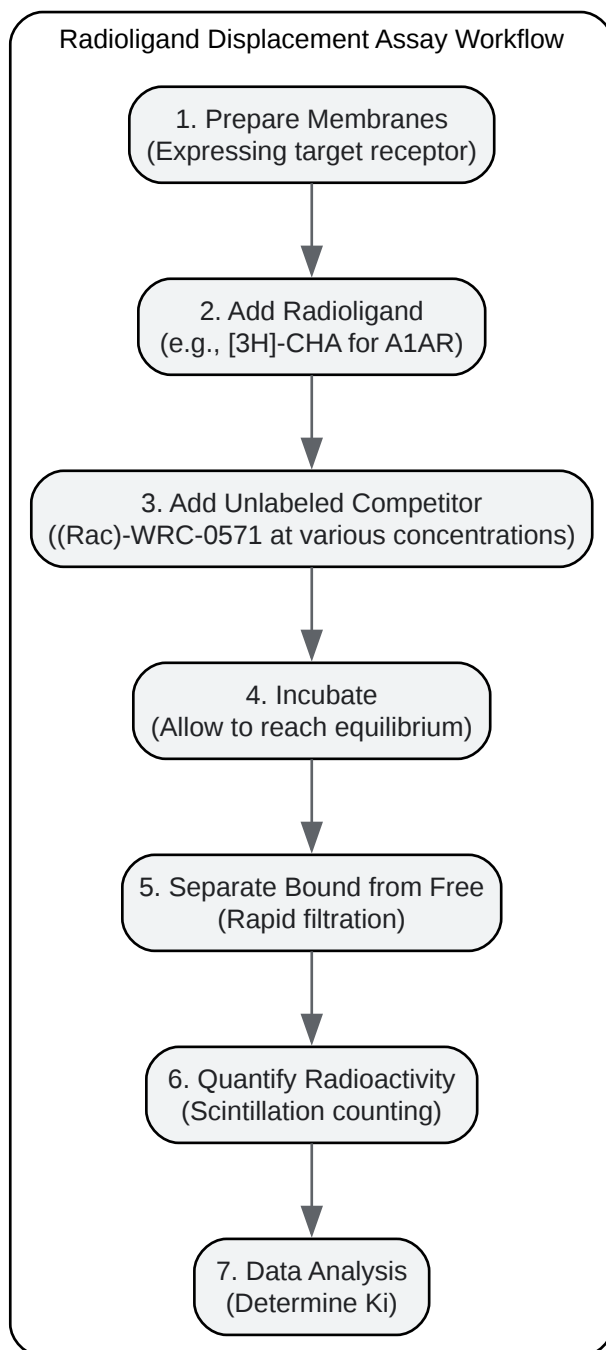 Radioligand Displacement Assay Workflow
1. Prepare Membranes
(Expressing target receptor)
2. Add Radioligand
(e.g., [3H]-CHA for A1AR)
3. Add Unlabeled Competitor
((Rac)-WRC-0571 at various concentrations)
4. Incubate
(Allow to reach equilibrium)
5. Separate Bound from Free
(Rapid filtration)
6. Quantify Radioactivity
(Scintillation counting)
7. Data Analysis
(Determine Ki)